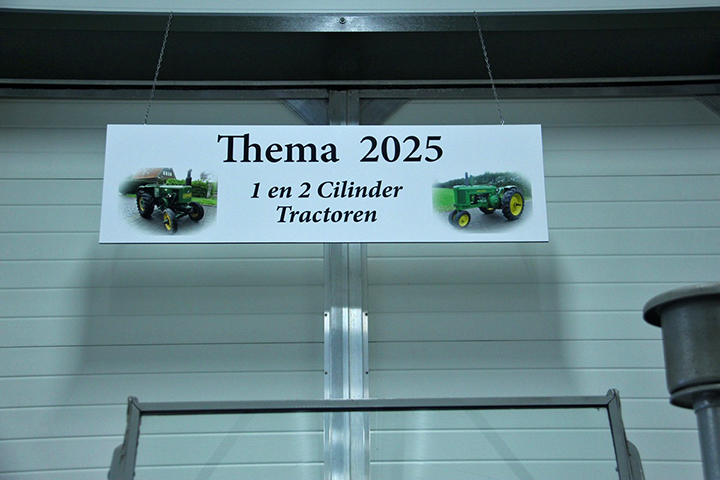 Thema 2025
1 en 2 Cilinder
Tractoren